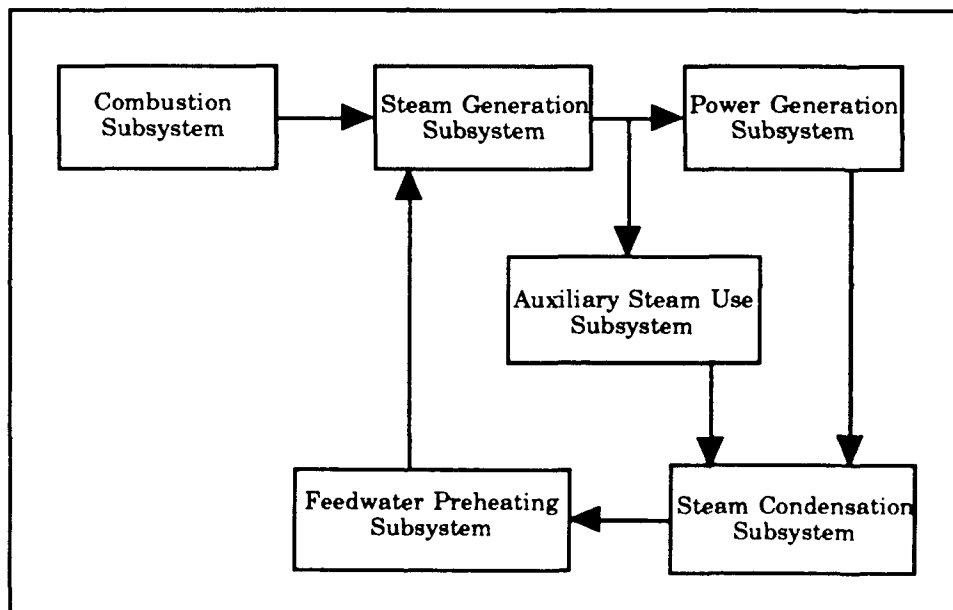 Combustion
Subsystem
Steam Generation
Subsystem
Power Generation
Subsystem
Auxiliary Steam Use
Subsystem
Feedwater Preheating
Subsystem
Steam Condensation
Subsystem